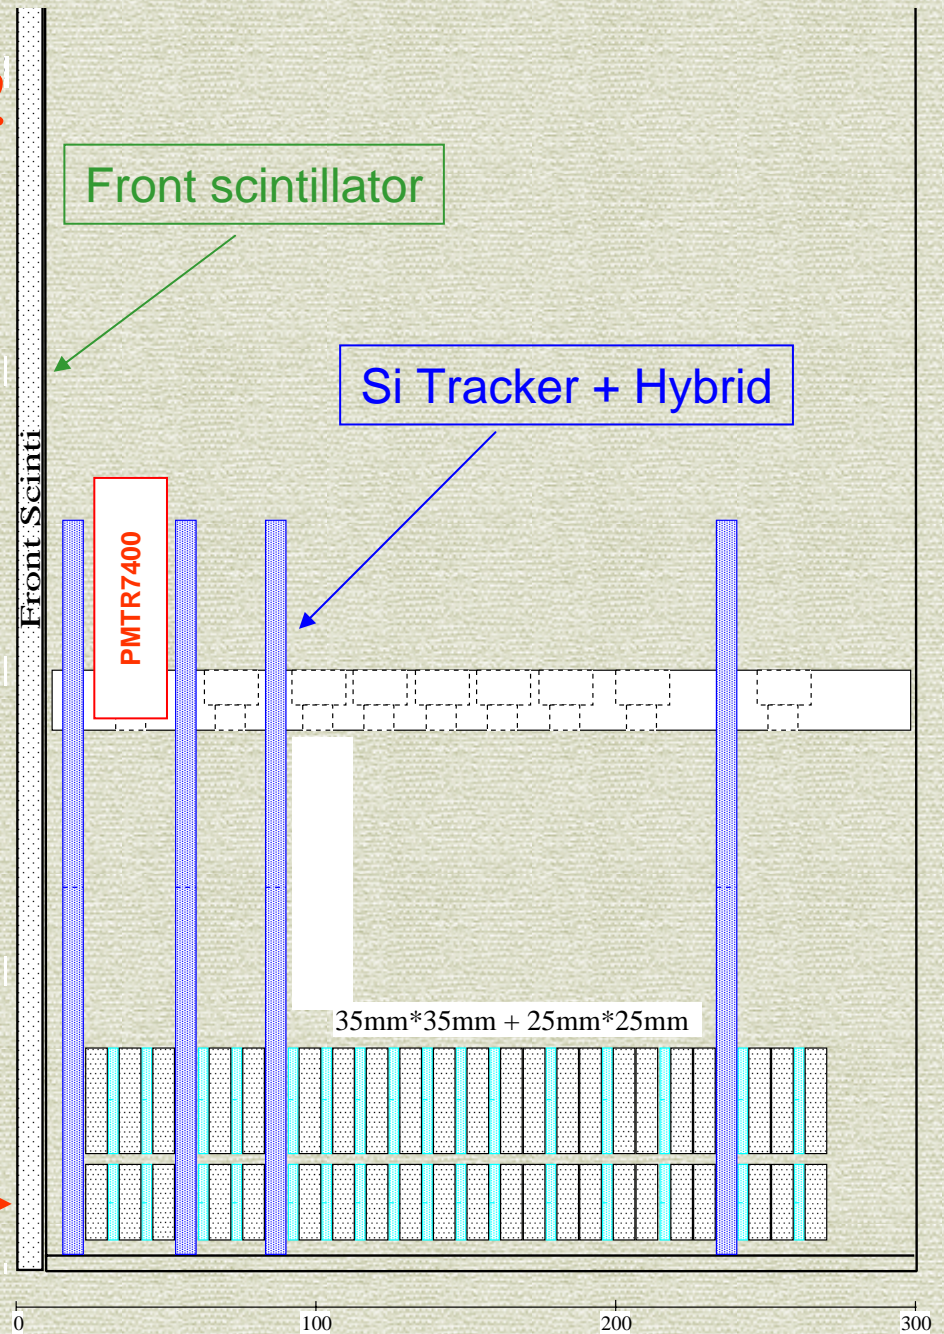 Front scintillator
Si Tracker + Hybrid
Front Scinti
PMTR7400
35mm*35mm + 25mm*25mm
0
100
200
300